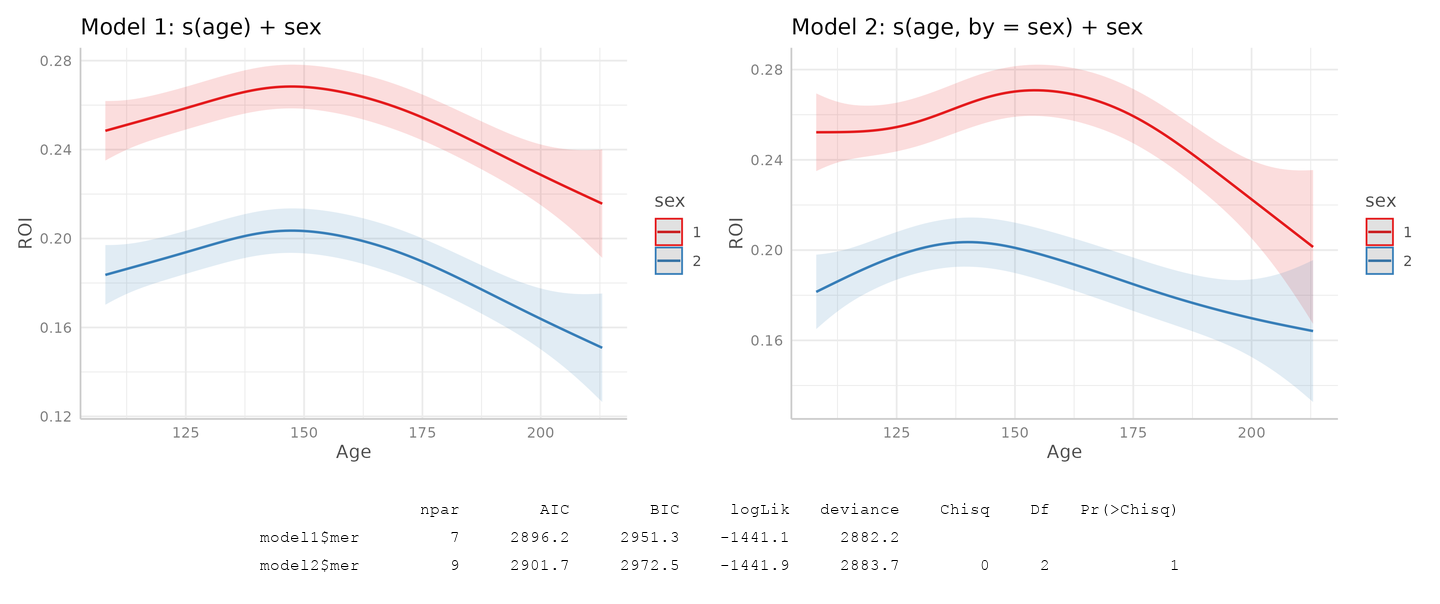 Model 1: s(age) + sex
0.28
0.24
0.20
0.16
0.12
ROI
125 150 175 200
Age
sex
1
2
Model 2: s(age, by = sex) + sex
0.28
0.24
0.20
0.16
ROI
125 150 175 200
Age
sex
1
2
npar AIC BIC logLik deviance Chisq Df Pr(>Chisq)
model1$mer 7 2896.2 2951.3 -1441.1 2882.2
model2$mer 9 2901.7 2972.5 -1441.9 2883.7 0 2 1